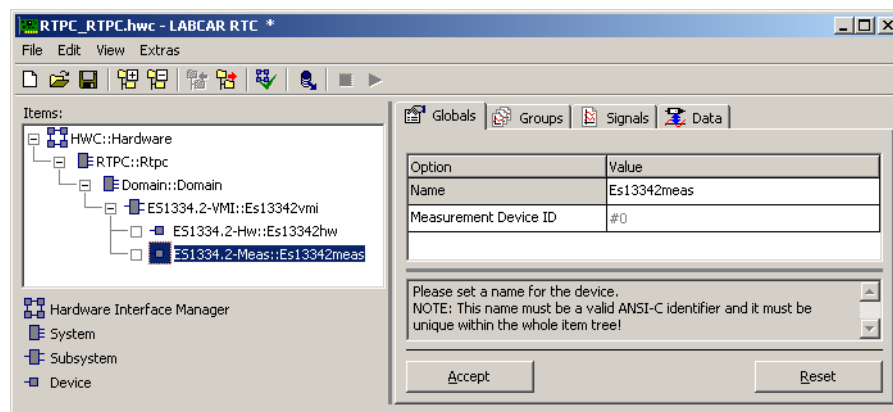 RTPC_RTPC.hwc - LABCAR RTC *
File Edit View Extras
Items:
HWC::Hardware
RTPC::Rtpc
Domain::Domain
ES1334.2-VMI::Es13342vmi
ES1334.2-Hw::Es13342hw
ES1334.2-Meas::Es13342meas
Hardware Interface Manager
System
Subsystem
Device
Globals Groups Signals Data
Option Value
Name Es13342meas
Measurement Device ID #0
Please set a name for the device.
NOTE: This name must be a valid ANSI-C identifier and it must be
unique within the whole item tree!
Accept Reset